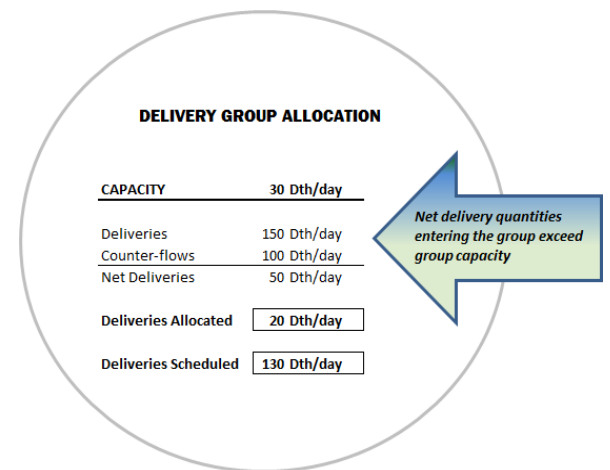 DELIVERY GROUP ALLOCATION
CAPACITY 30 Dth/day
Net delivery quantities
entering the group exceed
group capacity
Deliveries 150 Dth/day
Counter-flows 100 Dth/day
Net Deliveries 50 Dth/day
Deliveries Allocated 20 Dth/day
Deliveries Scheduled 130 Dth/day